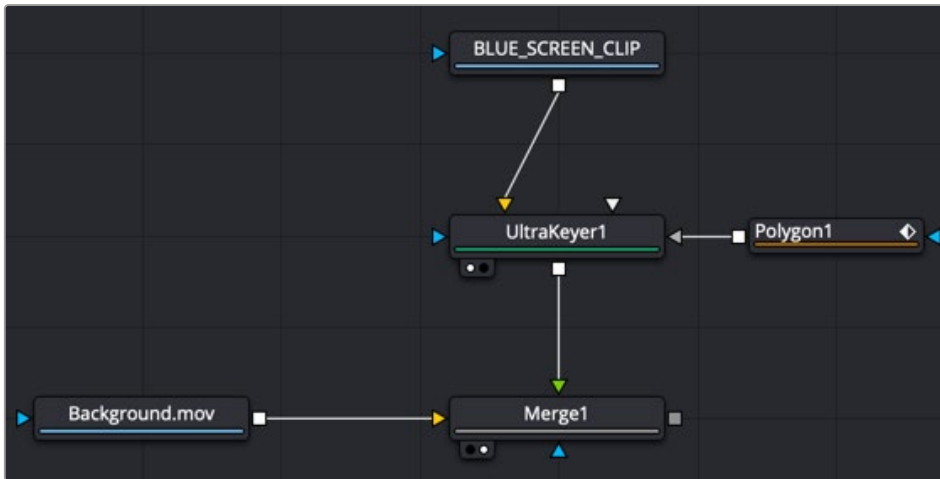 BLUE_SCREEN_CLIP
UltraKeyer1
Polygon1
Background.mov
Merge1